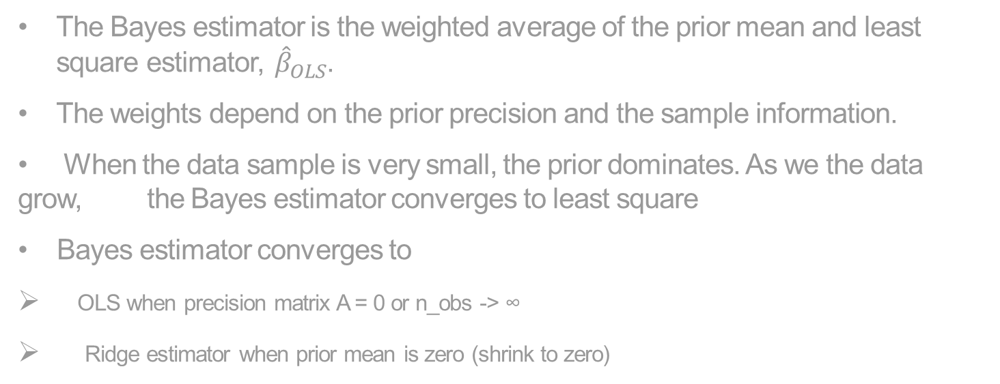 • The Bayes estimator is the weighted average of the prior mean and least
square estimator, β̂_OLS.
• The weights depend on the prior precision and the sample information.
• When the data sample is very small, the prior dominates. As we the data
grow, the Bayes estimator converges to least square
• Bayes estimator converges to
➢ OLS when precision matrix A = 0 or n_obs -> ∞
➢ Ridge estimator when prior mean is zero (shrink to zero)